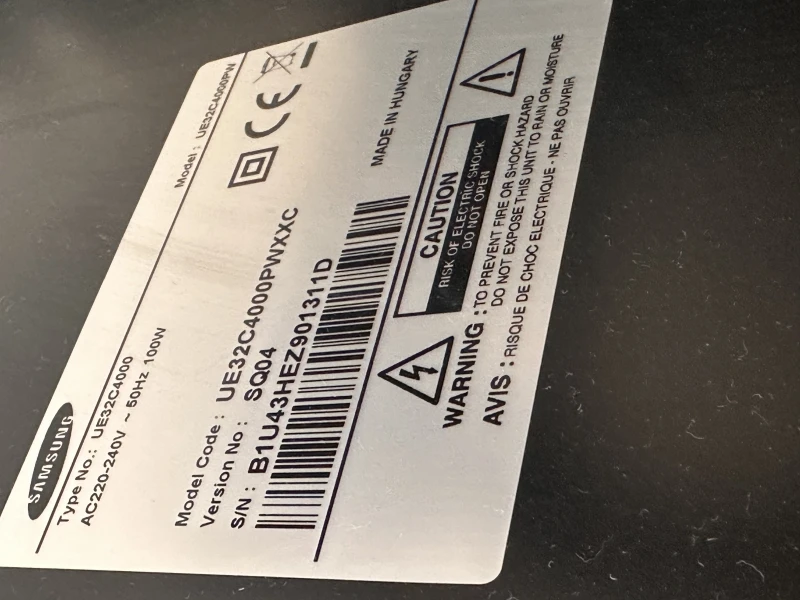 SAMSUNG
Type No.: UE32C4000
Model : UE32C4000PW
AC220-240V ~ 50Hz 100W
Model Code : UE32C4000PWXXC
Version No : SQ04
S/N : B1U43HEZ901311D
MADE IN HUNGARY
CAUTION
RISK OF ELECTRIC SHOCK
DO NOT OPEN
WARNING : TO PREVENT FIRE OR SHOCK HAZARD
DO NOT EXPOSE THIS UNIT TO RAIN OR MOISTURE
AVIS : RISQUE DE CHOC ELECTRIQUE - NE PAS OUVRIR